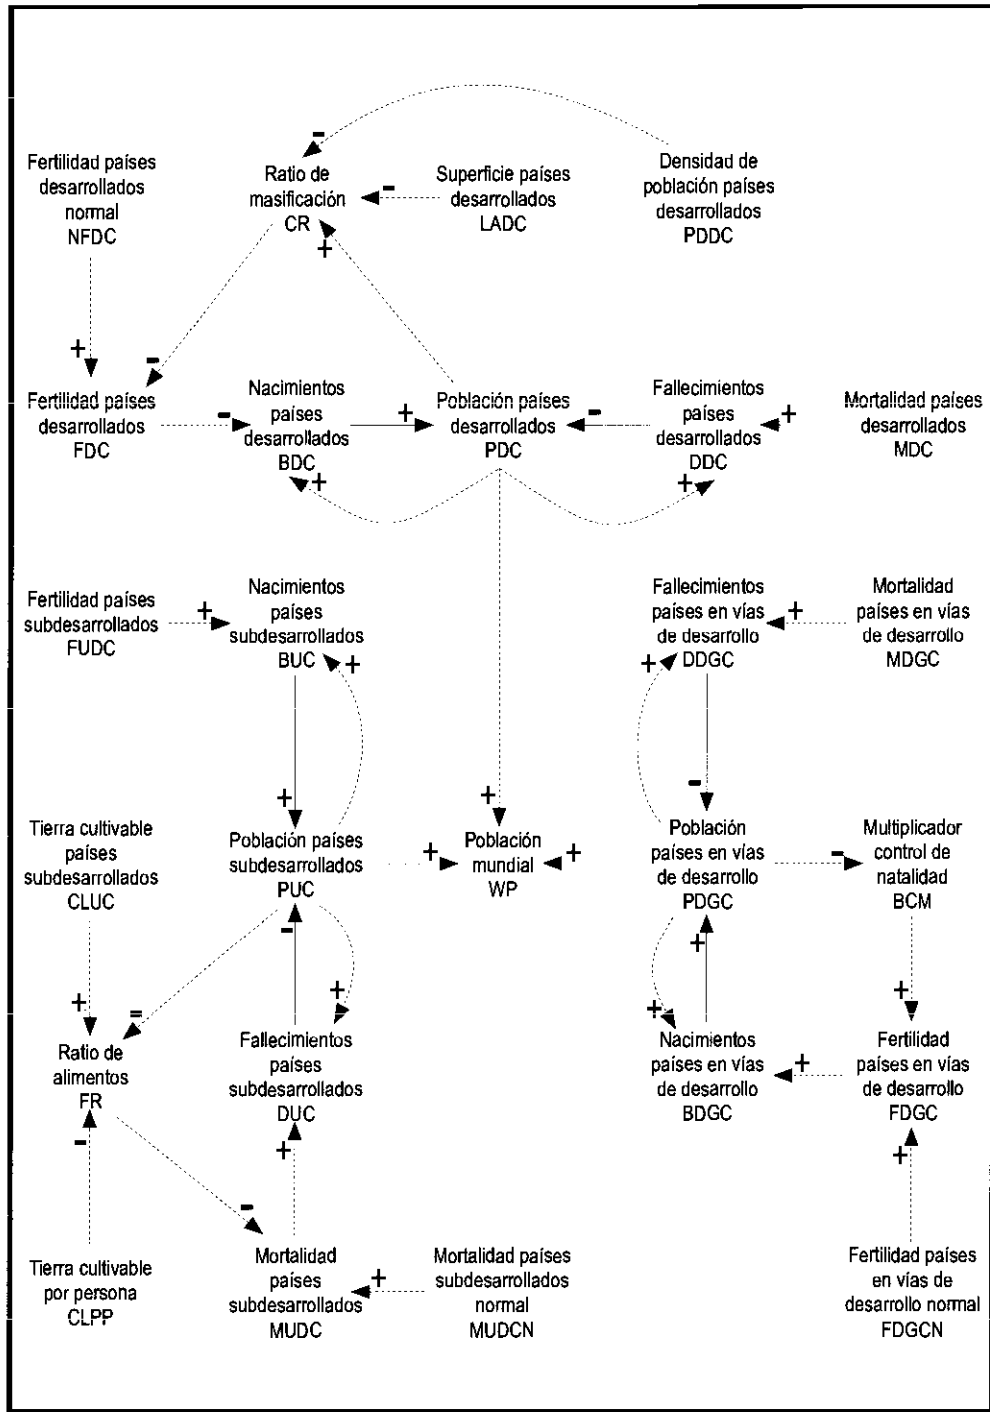 Fertilidad países
desarrollados
normal
NFDC
Ratio de
masificación
CR
Superficie países
desarrollados
LADC
Densidad de
población países
desarrollados
PDDC
-
-
+
+
-
Fertilidad países
desarrollados
FDC
-
Nacimientos
países
desarrollados
BDC
+
Población países
desarrollados
PDC
-
Fallecimientos
países
desarrollados
DDC
+
Mortalidad países
desarrollados
MDC
+
+
Fertilidad países
subdesarrollados
FUDC
+
Nacimientos
países
subdesarrollados
BUC
+
Fallecimientos
países en vías
de desarrollo
DDGC
+
Mortalidad
países en vías
de desarrollo
MDGC
+
+
+
-
Tierra cultivable
países
subdesarrollados
CLUC
Población países
subdesarrollados
PUC
+
Población
mundial
WP
+
Población
países en vías
de desarrollo
PDGC
-
Multiplicador
control de
natalidad
BCM
-
+
+
+
+
=
+
+
Ratio de
alimentos
FR
Fallecimientos
países
subdesarrollados
DUC
Nacimientos
países en vías
de desarrollo
BDGC
+
Fertilidad
países en vías
de desarrollo
FDGC
-
+
+
-
Tierra cultivable
por persona
CLPP
Mortalidad
países
subdesarrollados
MUDC
+
Mortalidad países
subdesarrollados
normal
MUDCN
Fertilidad países
en vías de
desarrollo normal
FDGCN